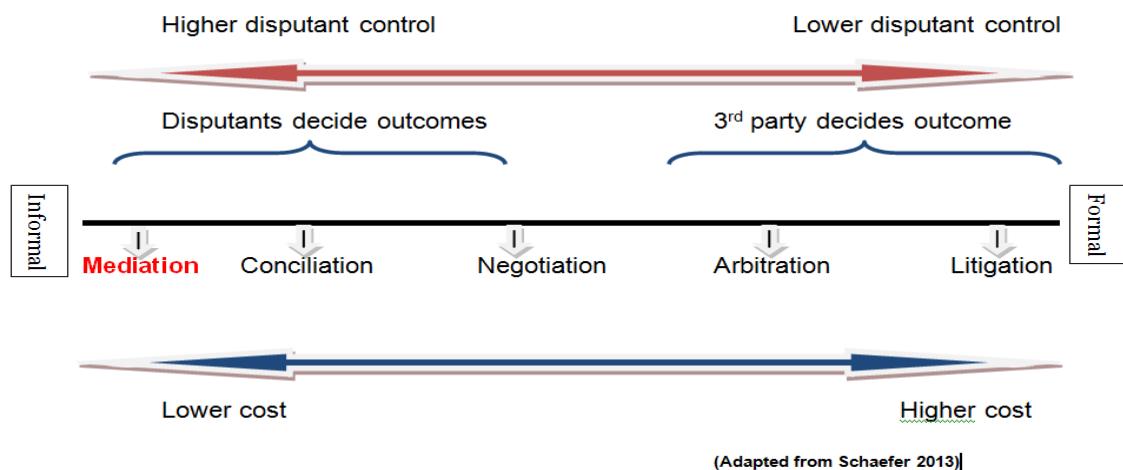 Higher disputant control
Lower disputant control
Disputants decide outcomes
3rd party decides outcome
Informal
Formal
Mediation
Conciliation
Negotiation
Arbitration
Litigation
Lower cost
Higher cost
(Adapted from Schaefer 2013)